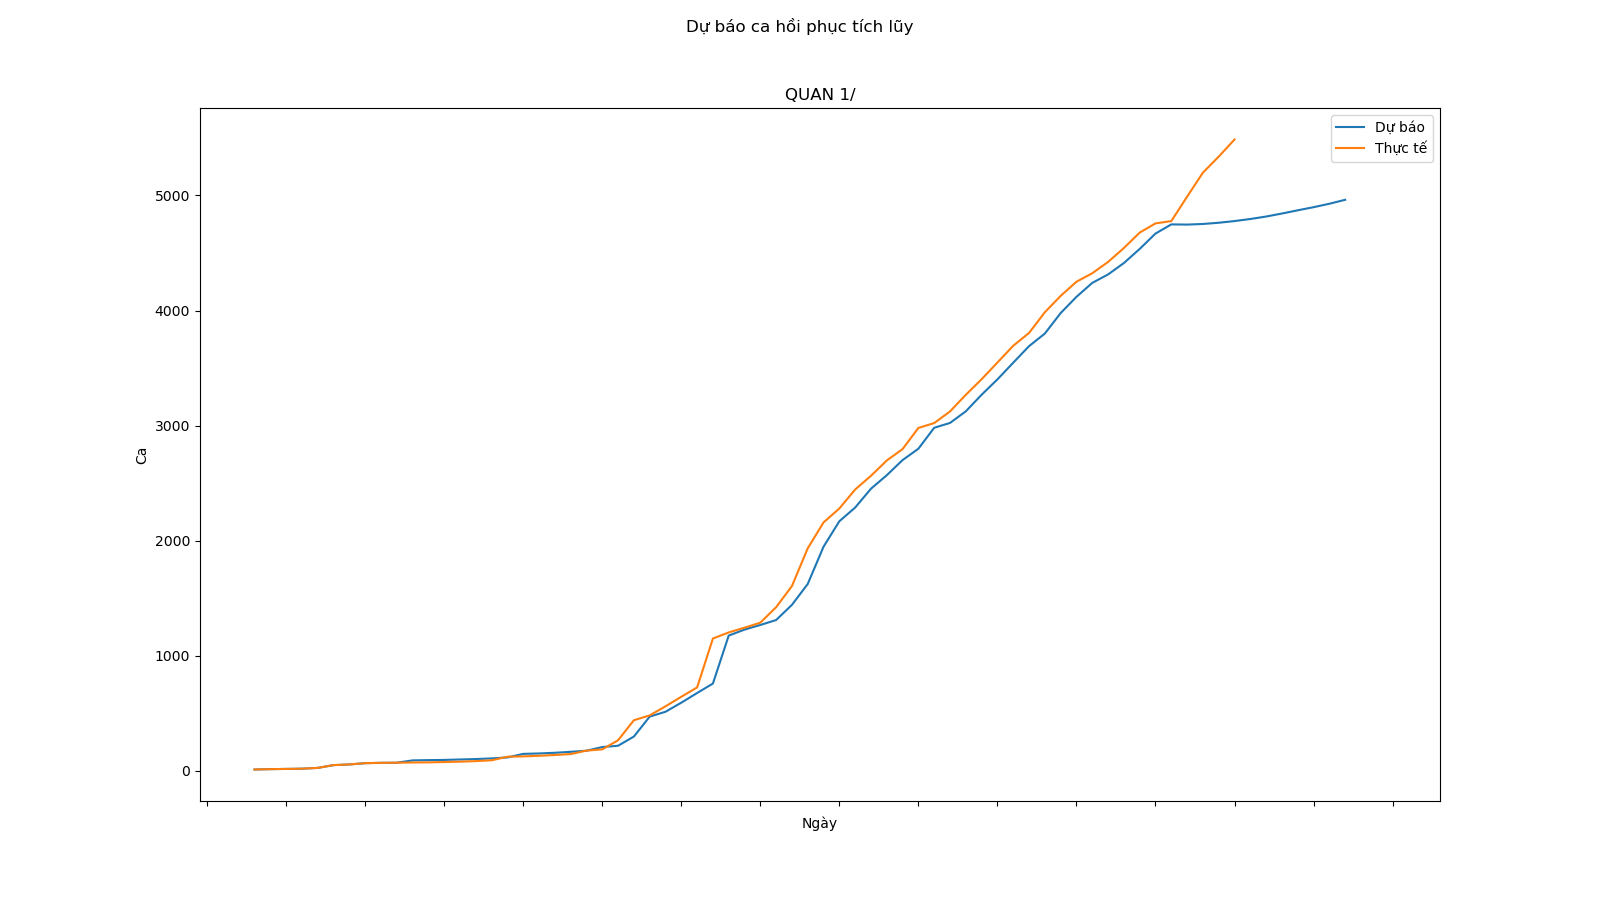 Dự báo ca hồi phục tích lũy
QUAN 1/
Dự báo
Thực tế
5000
4000
3000
2000
1000
0
Ca
Ngày